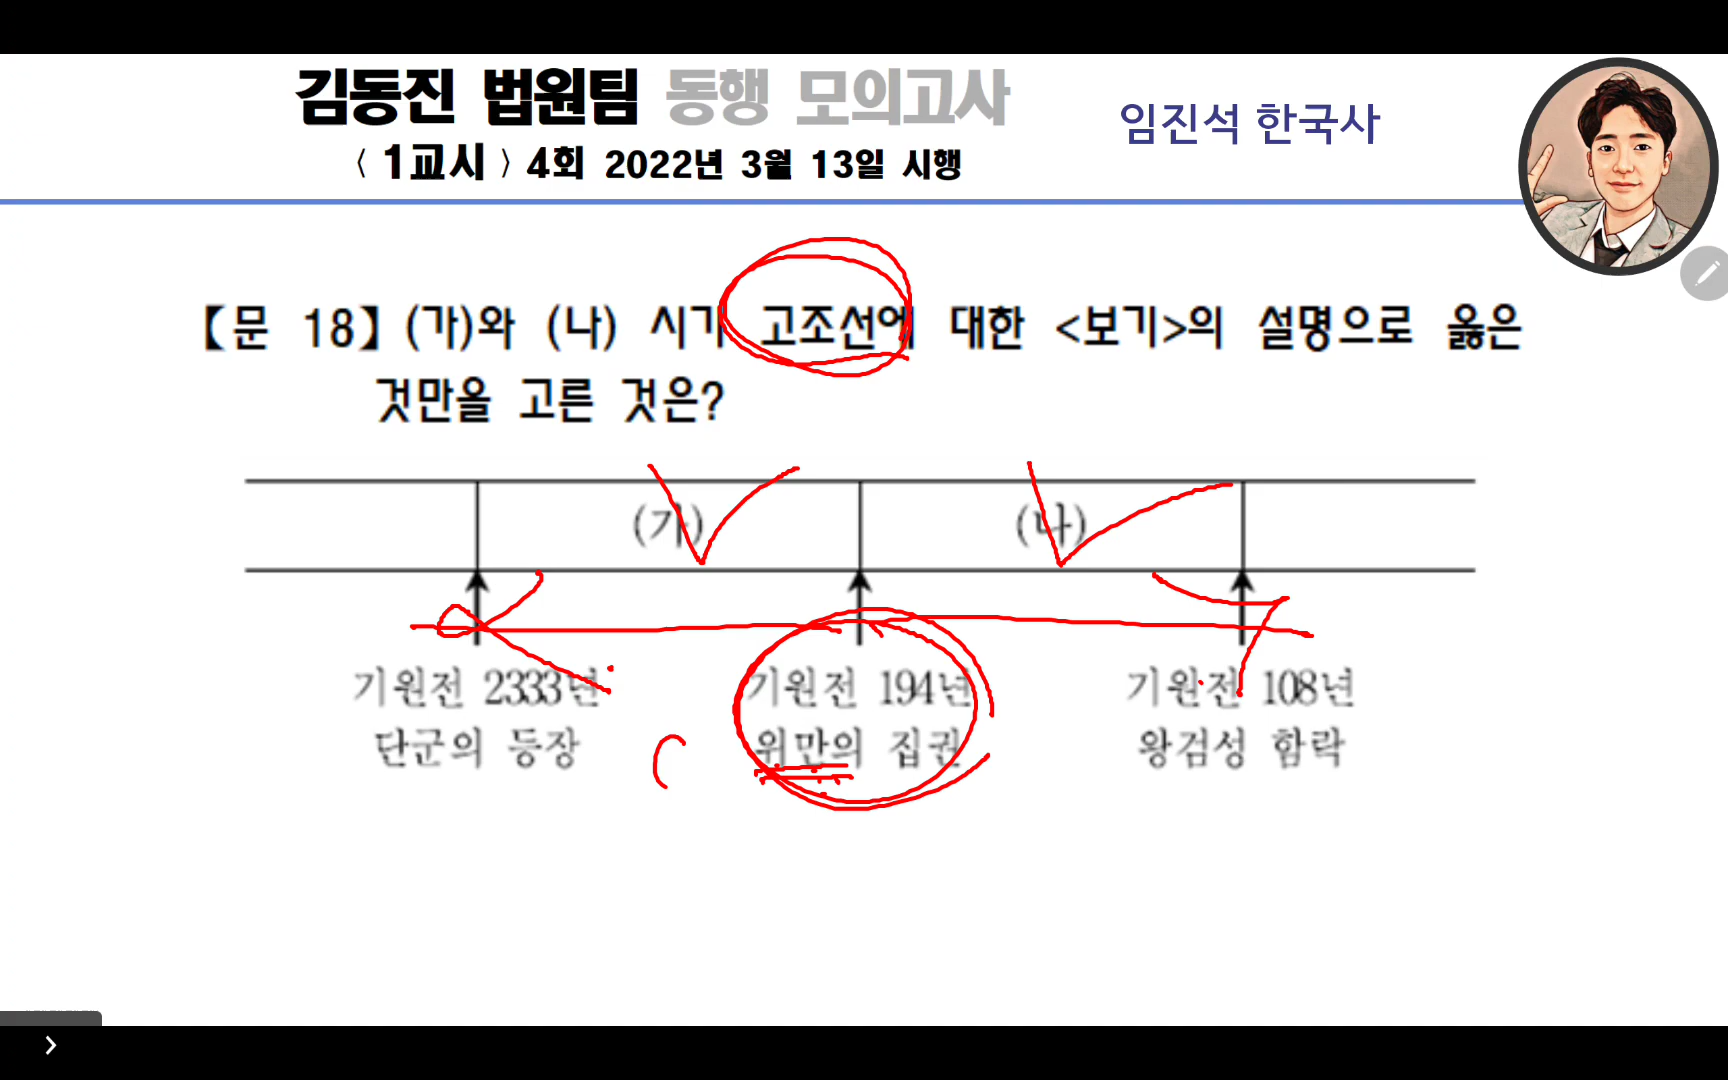 김동진 법원팀 동행 모의고사
임진석 한국사
〈 1교시 〉 4회 2022년 3월 13일 시행
【문 18】 (가)와 (나) 시기 고조선에 대한 <보기>의 설명으로 옳은
것만을 고른 것은?
(가) (나)
기원전 2333년 기원전 194년 기원전 108년
단군의 등장 위만의 집권 왕검성 함락